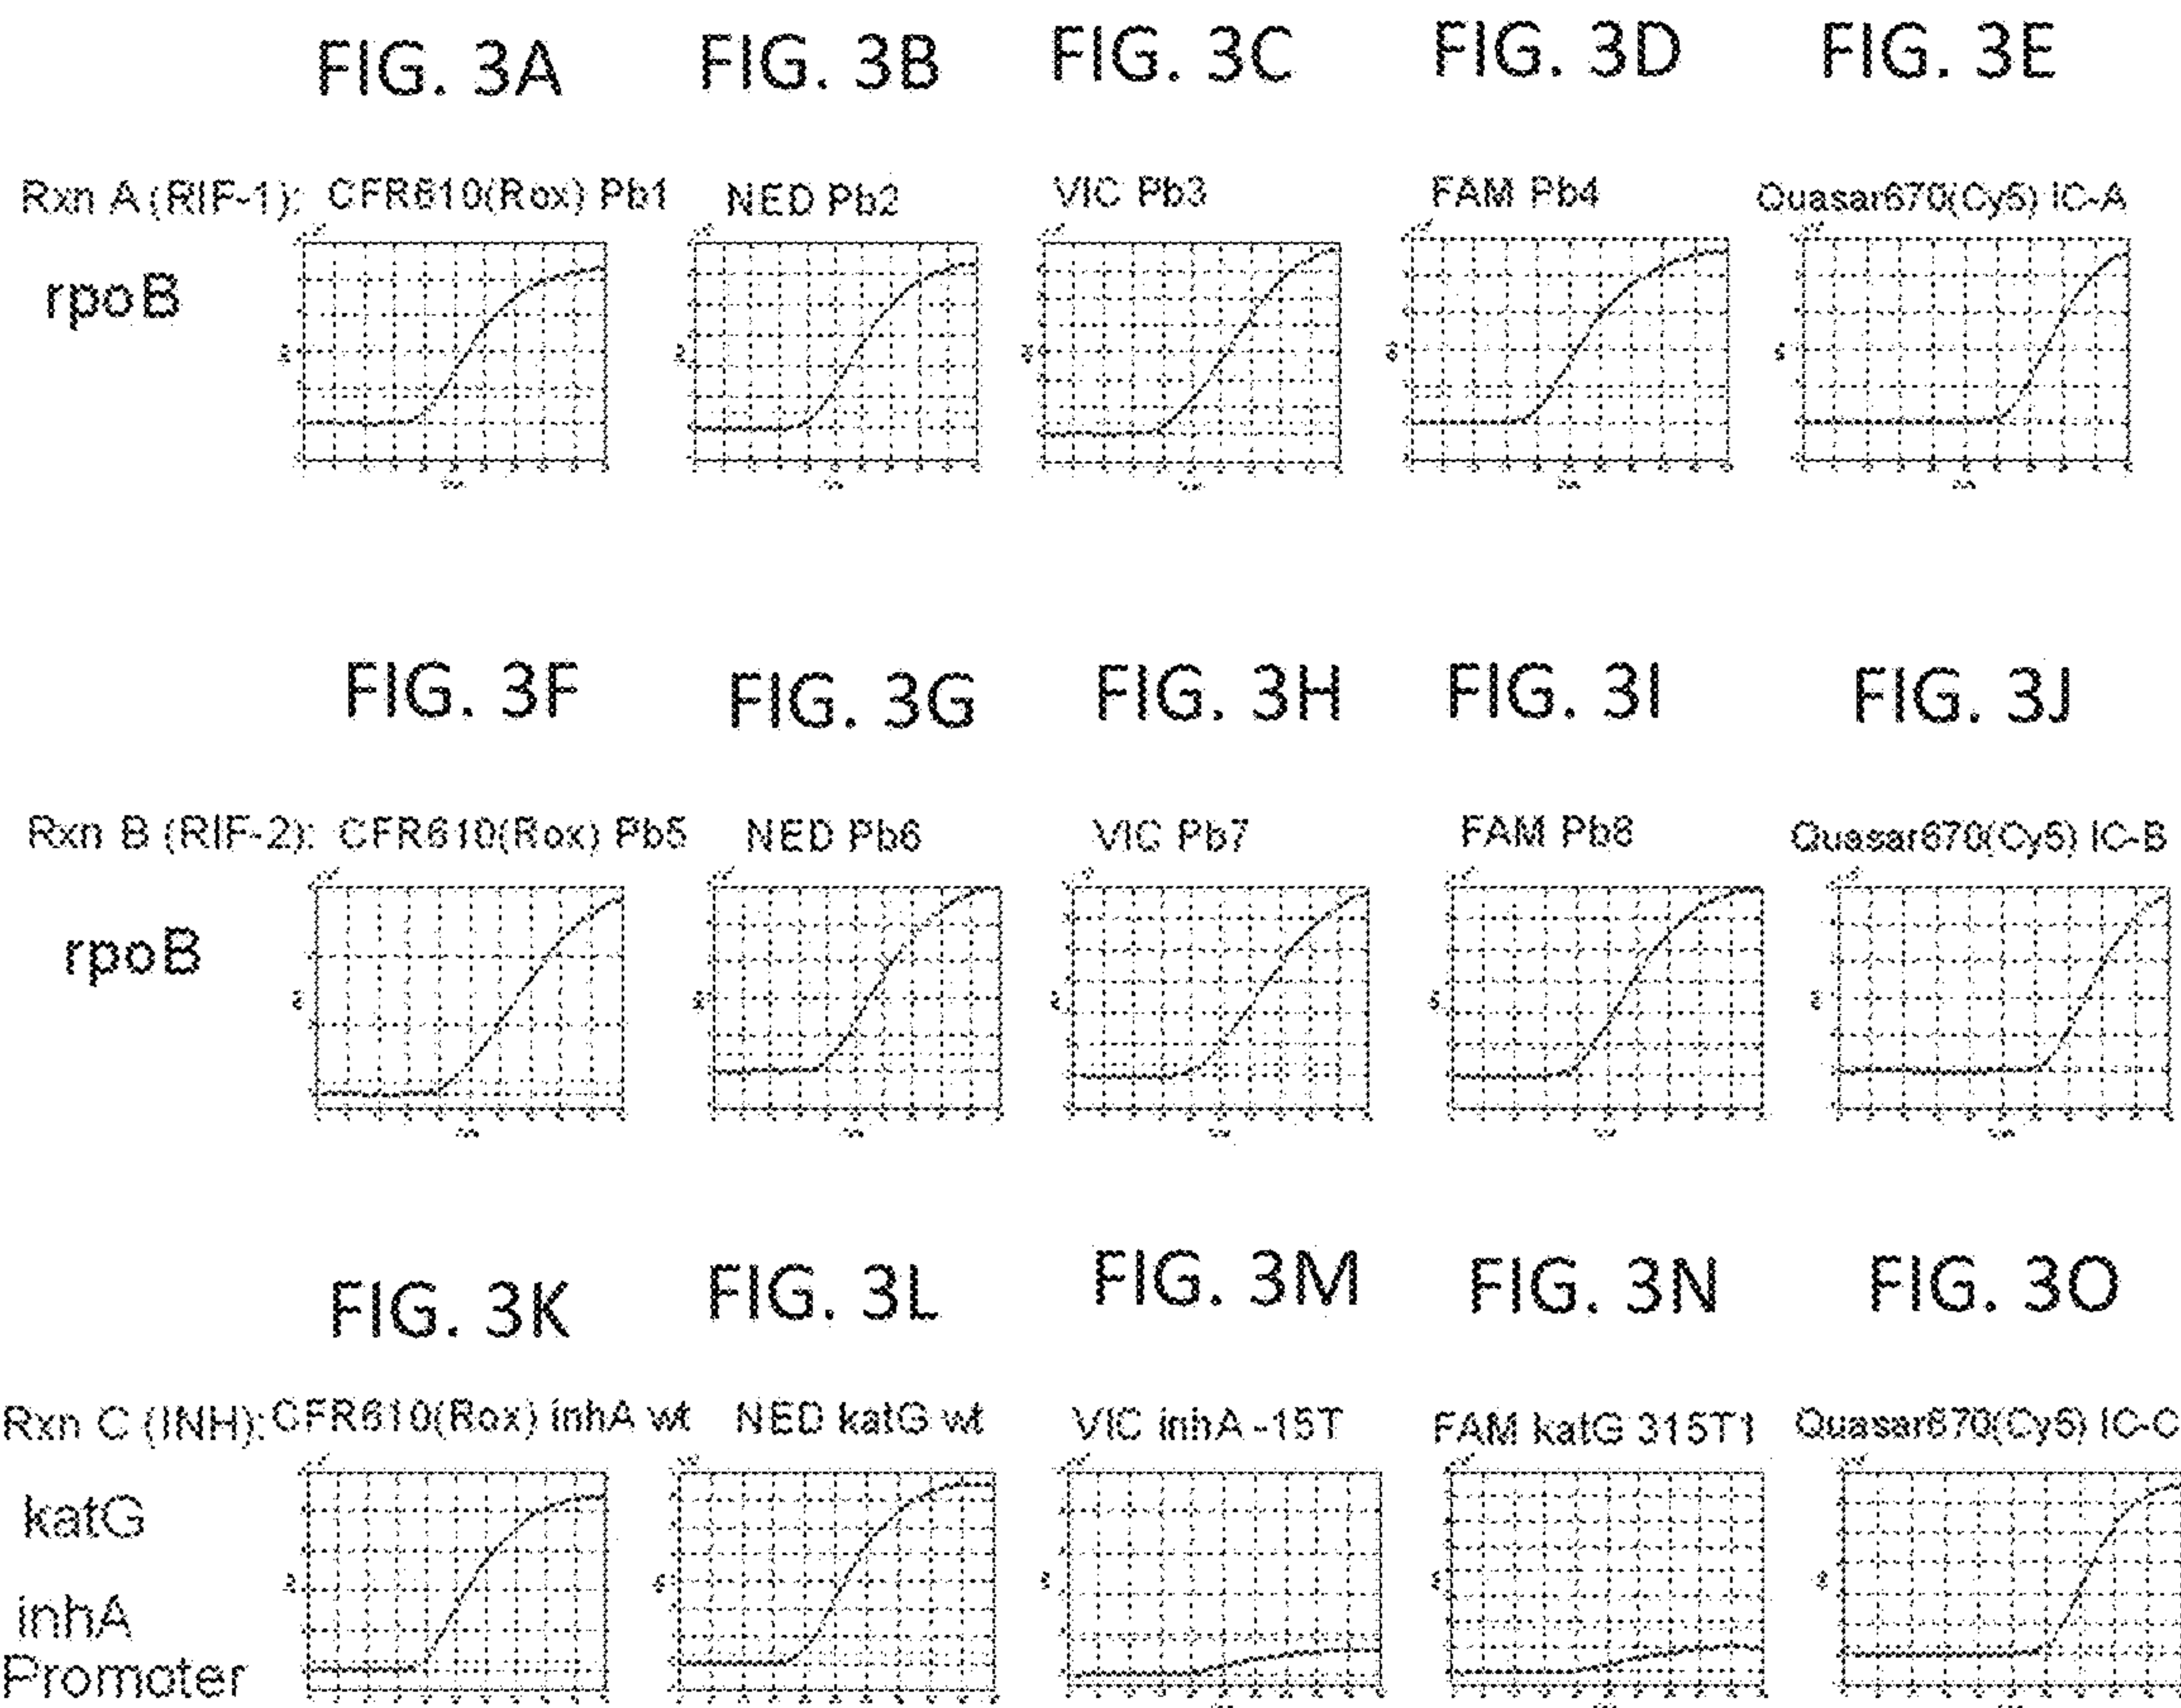 FIG. 3A FIG. 3B FIG. 3C FIG. 3D FIG. 3E
Rxn A (RIF-1): CFR610(Rox) Pb1 NED Pb2 VIC Pb3 FAM Pb4 Quasar670(Cy5) IC-A
rpoB
FIG. 3F FIG. 3G FIG. 3H FIG. 3I FIG. 3J
Rxn B (RIF-2): CFR610(Rox) Pb5 NED Pb6 VIC Pb7 FAM Pb8 Quasar670(Cy5) IC-B
rpoB
FIG. 3K FIG. 3L FIG. 3M FIG. 3N FIG. 3O
Rxn C (INH): CFR610(Rox) inhA wt NED katG wt VIC inhA -15T FAM katG 315T1 Quasar670(Cy5) IC-C
katG
inhA
Promoter